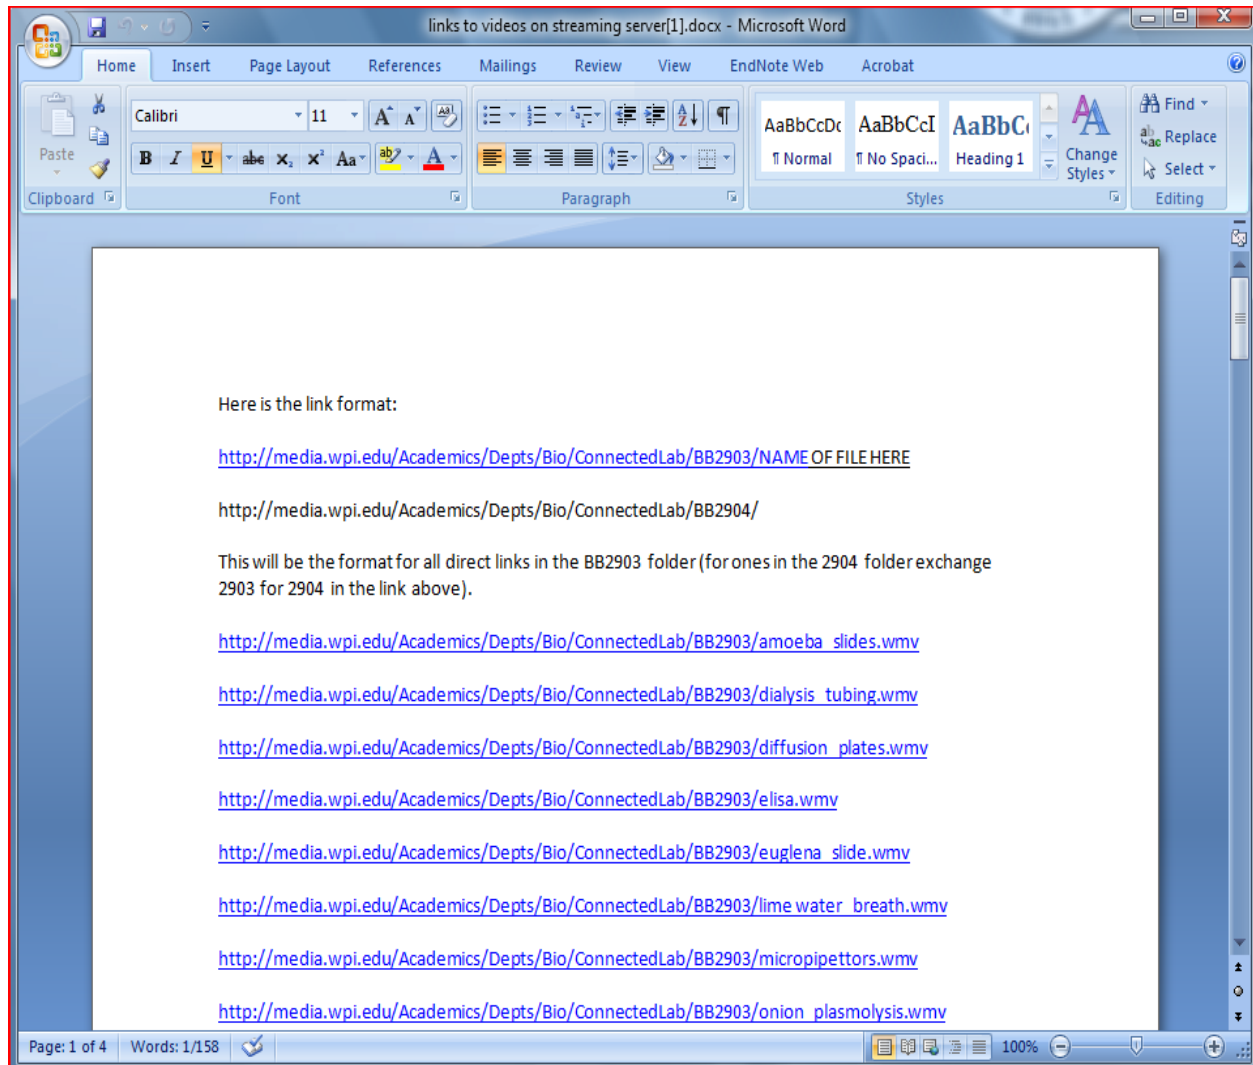 links to videos on streaming server[1].docx - Microsoft Word
Home Insert Page Layout References Mailings Review View EndNote Web Acrobat
Paste
Calibri 11
AaBbCcDc AaBbCcI AaBbC
¶ Normal ¶ No Spaci... Heading 1
Change Styles
Find
Replace
Select
Clipboard Font Paragraph Styles Editing
Here is the link format:
http://media.wpi.edu/Academics/Depts/Bio/ConnectedLab/BB2903/NAME OF FILE HERE
http://media.wpi.edu/Academics/Depts/Bio/ConnectedLab/BB2904/
This will be the format for all direct links in the BB2903 folder (for ones in the 2904 folder exchange
2903 for 2904 in the link above).
http://media.wpi.edu/Academics/Depts/Bio/ConnectedLab/BB2903/amoeba_slides.wmv
http://media.wpi.edu/Academics/Depts/Bio/ConnectedLab/BB2903/dialysis_tubing.wmv
http://media.wpi.edu/Academics/Depts/Bio/ConnectedLab/BB2903/diffusion_plates.wmv
http://media.wpi.edu/Academics/Depts/Bio/ConnectedLab/BB2903/elisa.wmv
http://media.wpi.edu/Academics/Depts/Bio/ConnectedLab/BB2903/euglena_slide.wmv
http://media.wpi.edu/Academics/Depts/Bio/ConnectedLab/BB2903/lime water_breath.wmv
http://media.wpi.edu/Academics/Depts/Bio/ConnectedLab/BB2903/micropipettors.wmv
http://media.wpi.edu/Academics/Depts/Bio/ConnectedLab/BB2903/onion_plasmolysis.wmv
Page: 1 of 4 Words: 1/158 100%